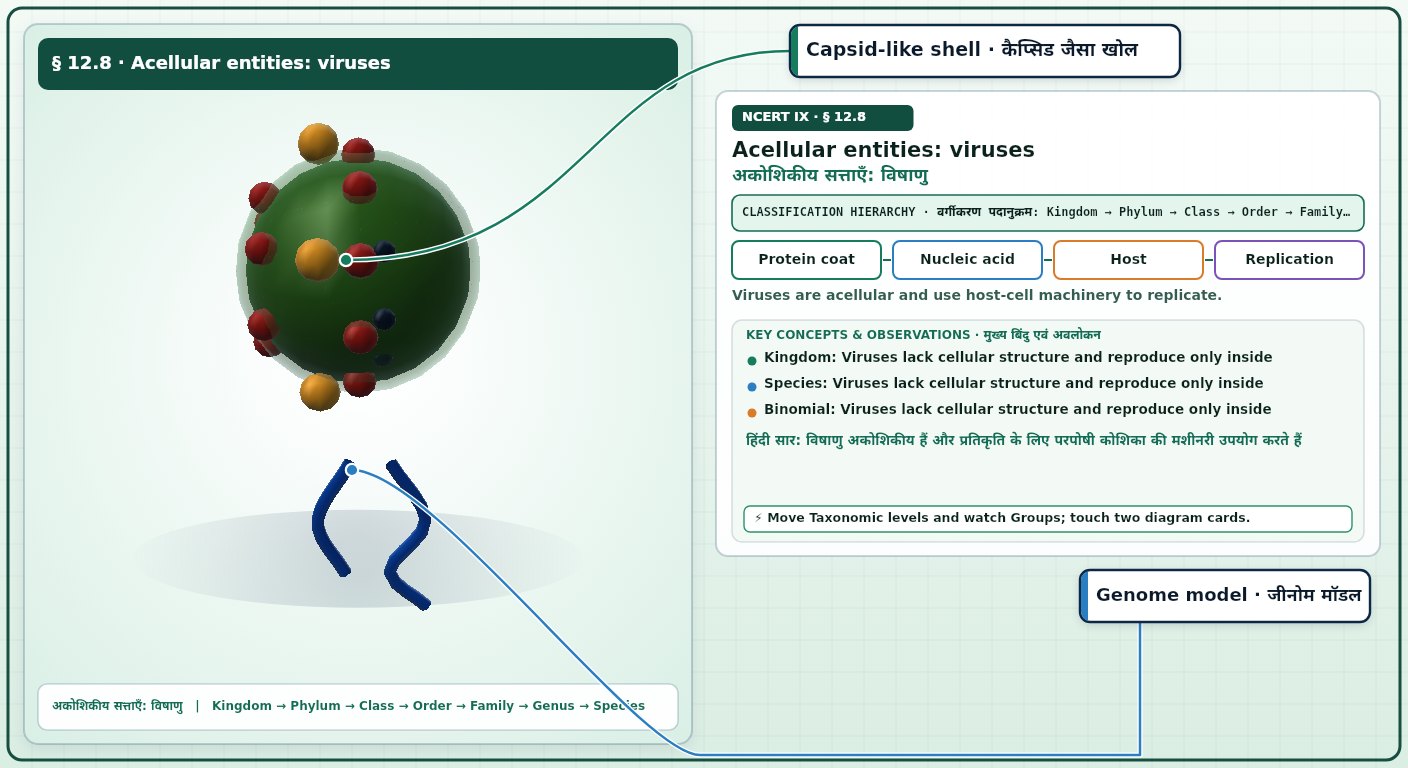 § 12.8 · Acellular entities: viruses
Capsid-like shell · कैप्सिड जैसा खोल
NCERT IX · § 12.8
Acellular entities: viruses
अकोशिकीय सत्ताएँ: विषाणु
CLASSIFICATION HIERARCHY · वर्गीकरण पदानुक्रम: Kingdom → Phylum → Class → Order → Family…
Protein coat
Nucleic acid
Host
Replication
Viruses are acellular and use host-cell machinery to replicate.
KEY CONCEPTS & OBSERVATIONS · मुख्य बिंदु एवं अवलोकन
Kingdom: Viruses lack cellular structure and reproduce only inside
Species: Viruses lack cellular structure and reproduce only inside
Binomial: Viruses lack cellular structure and reproduce only inside
हिंदी सार: विषाणु अकोशिकीय हैं और प्रतिकृति के लिए परपोषी कोशिका की मशीनरी उपयोग करते हैं
⚡ Move Taxonomic levels and watch Groups; touch two diagram cards.
Genome model · जीनोम मॉडल
अकोशिकीय सत्ताएँ: विषाणु | Kingdom → Phylum → Class → Order → Family → Genus → Species